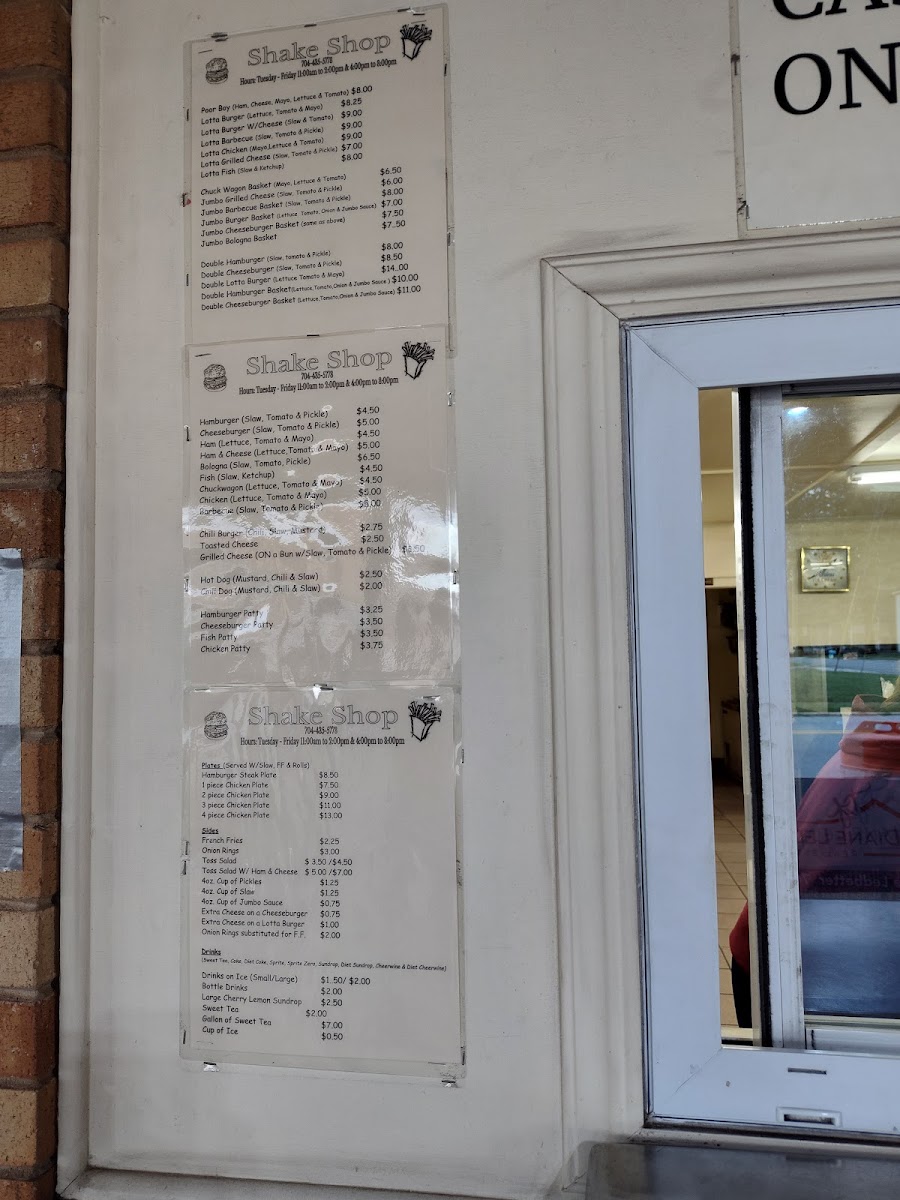 Shake Shop
704-435-5778
Hours: Tuesday - Friday 11:00am to 2:00pm & 4:00pm to 8:00pm
Poor Boy (Ham, Cheese, Mayo, Lettuce & Tomato) $8.00
Lotta Burger (Lettuce, Tomato & Mayo) $8.25
Lotta Burger W/Cheese (Slaw & Tomato) $9.00
Lotta Barbecue (Slaw, Tomato & Pickle) $9.00
Lotta Chicken (Mayo,Lettuce & Tomato) $9.00
Lotta Grilled Cheese (Slaw, Tomato & Pickle) $7.00
Lotta Fish (Slaw & Ketchup) $8.00
Chuck Wagon Basket (Mayo, Lettuce & Tomato) $6.50
Jumbo Grilled Cheese (Slaw, Tomato & Pickle) $6.00
Jumbo Barbecue Basket (Slaw, Tomato & Pickle) $8.00
Jumbo Burger Basket (Lettuce, Tomato, Onion & Jumbo Sauce) $7.00
Jumbo Cheeseburger Basket (same as above) $7.50
Jumbo Bologna Basket $7..50
Double Hamburger (Slaw, tomato & Pickle) $8.00
Double Cheeseburger (Slaw, Tomato & Pickle) $8.50
Double Lotta Burger (Lettuce Tomato & Mayo) $14..00
Double Hamburger Basket(Lettuce,Tomato,Onion & Jumbo Sauce ) $10.00
Double Cheeseburger Basket (Lettuce,Tomato,Onion & Jumbo Sauce) $11.00
Shake Shop
704-435-5778
Hours: Tuesday - Friday 11:00am to 2:00pm & 4:00pm to 8:00pm
Hamburger (Slaw, Tomato & Pickle) $4.50
Cheeseburger (Slaw, Tomato & Pickle) $5.00
Ham (Lettuce, Tomato & Mayo) $4.50
Ham & Cheese (Lettuce,Tomato & Mayo) $5.00
Bologna (Slaw, Tomato, Pickle) $6.50
Fish (Slaw, Ketchup) $4.50
Chuckwagon (Lettuce, Tomato & Mayo) $4.50
Chicken (Lettuce, Tomato & Mayo) $5.00
Barbecue (Slaw, Tomato & Pickle)
Chili Burger (Chili, Slaw, Mustard) $2.75
Toasted Cheese $2.50
Grilled Cheese (ON a Bun w/Slaw, Tomato & Pickle)
Hot Dog (Mustard, Chili & Slaw) $2.50
Chili Dog (Mustard, Chili & Slaw) $2.00
Hamburger Patty $3.25
Cheeseburger Patty $3,50
Fish Patty $3.50
Chicken Patty $3.75
Shake Shop
704-435-5778
Hours: Tuesday - Friday 11:00am to 2:00pm & 4:00pm to 8:00pm
Plates (Served W/Slaw, FF & Rolls)
Hamburger Steak Plate $8.50
1 piece Chicken Plate $7.50
2 piece Chicken Plate $9.00
3 piece Chicken Plate $11.00
4 piece Chicken Plate $13.00
Sides
French Fries $2.25
Onion Rings $3.00
Toss Salad $ 3.50 /$4.50
Toss Salad W/ Ham & Cheese $ 5.00 /$7.00
4oz. Cup of Pickles $1.25
4oz. Cup of Slaw $1.25
4oz. Cup of Jumbo Sauce $0.75
Extra Cheese on a Cheeseburger $0.75
Extra Cheese on a Lotta Burger $1.00
Onion Rings substituted for F.F. $2.00
Drinks
(Sweet Tea, Coke, Diet Coke, Sprite, Sprite Zero, Sundrop, Diet Sundrop, Cheerwine & Diet Cheerwine)
Drinks on Ice (Small/Large) $1.50/ $2.00
Bottle Drinks $2.00
Large Cherry Lemon Sundrop $2.50
Sweet Tea $2.00
Gallon of Sweet Tea $7.00
Cup of Ice $0.50
ON